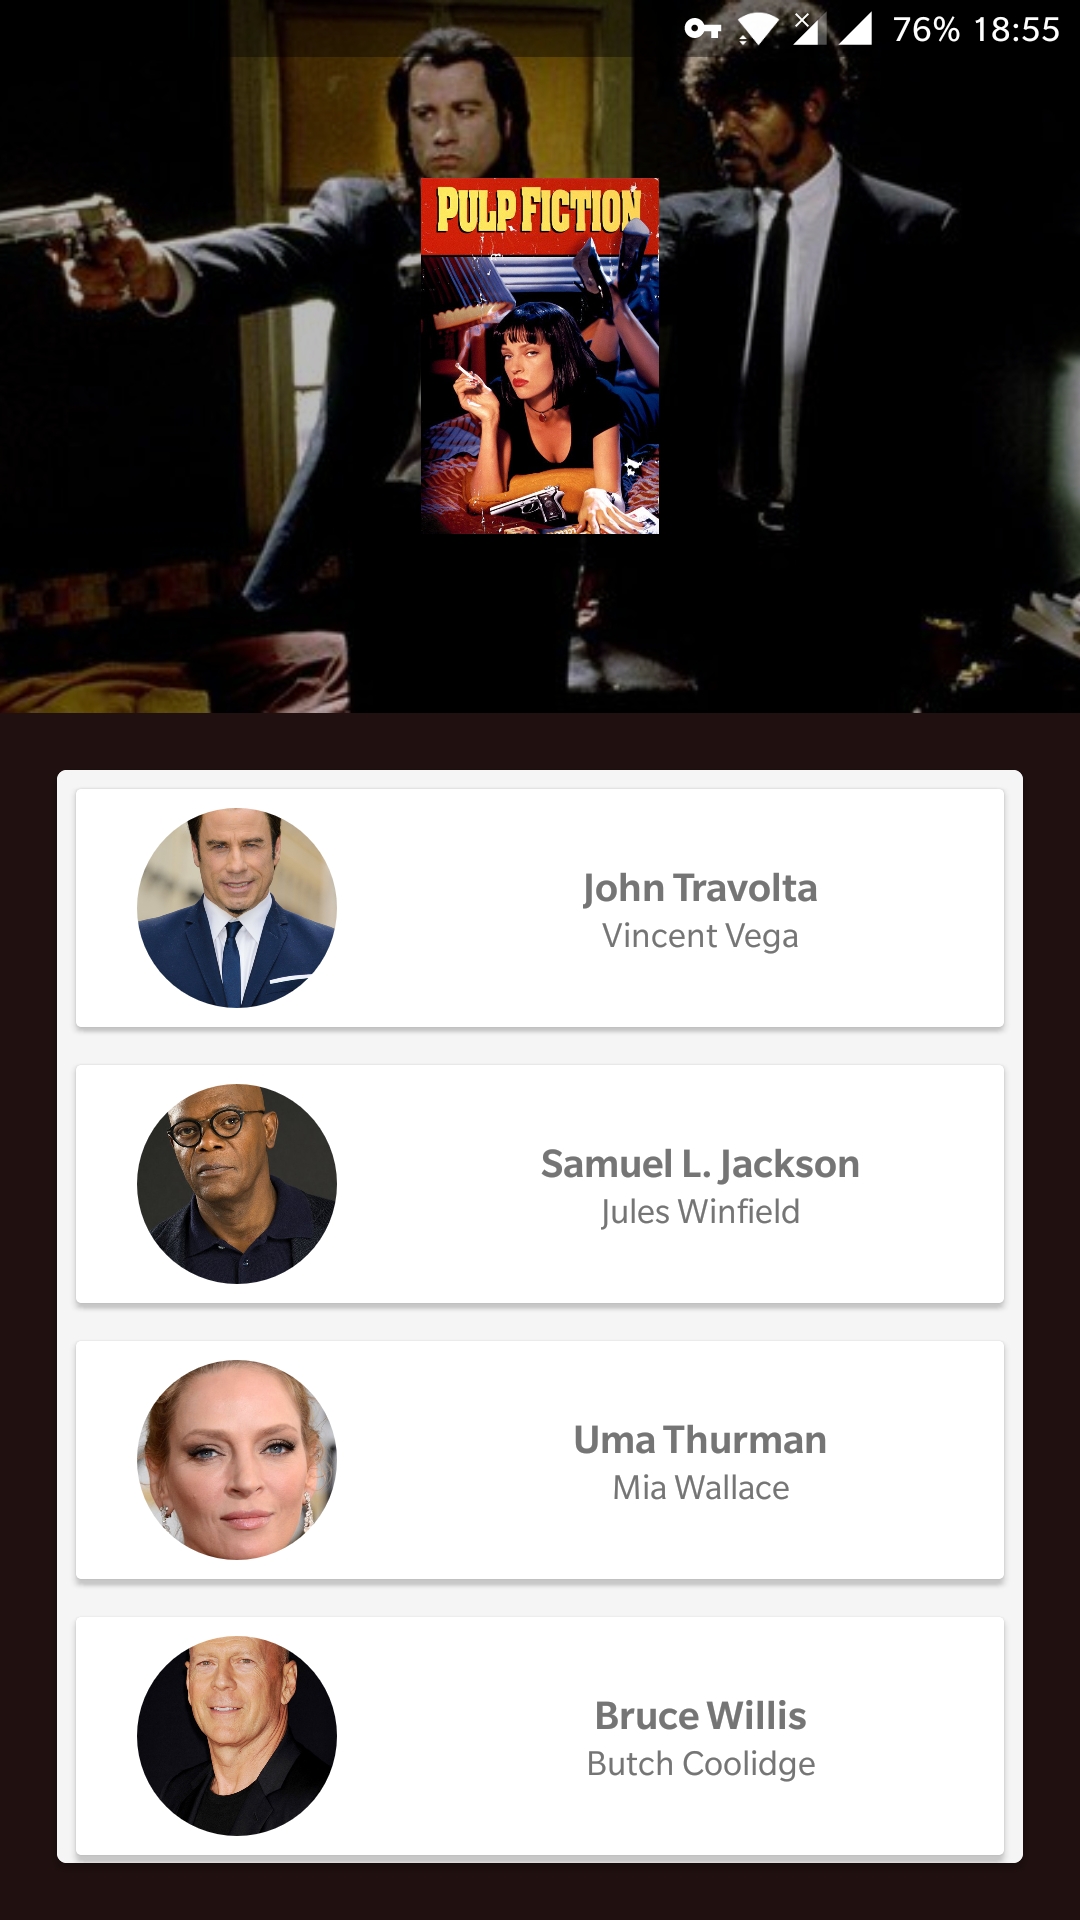 76% 18:55
PULP FICTION
John Travolta
Vincent Vega
Samuel L. Jackson
Jules Winfield
Uma Thurman
Mia Wallace
Bruce Willis
Butch Coolidge